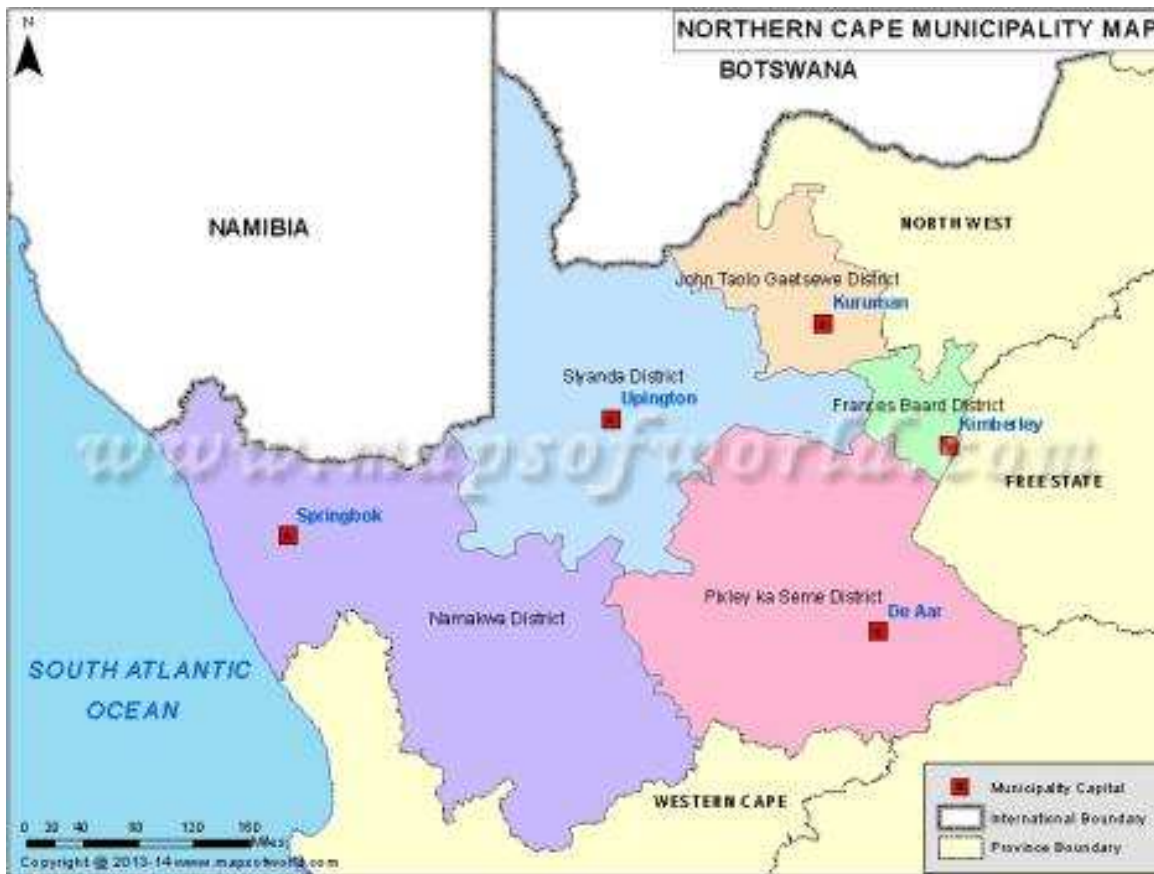 N
NORTHERN CAPE MUNICIPALITY MAP
BOTSWANA
NAMIBIA
NORTH WEST
John Taolo Gaetsewe District
Kuruman
Siyanda District
Upington
Frances Baard District
Kimberley
www.mapsofworld.com
FREE STATE
Springbok
Pixley ka Seme District
De Aar
Namakwa District
SOUTH ATLANTIC
OCEAN
WESTERN CAPE
Municipality Capital
International Boundary
Province Boundary
0 20 40 80 120 160
Miles
Copyright @ 2013-14 www.mapsofworld.com